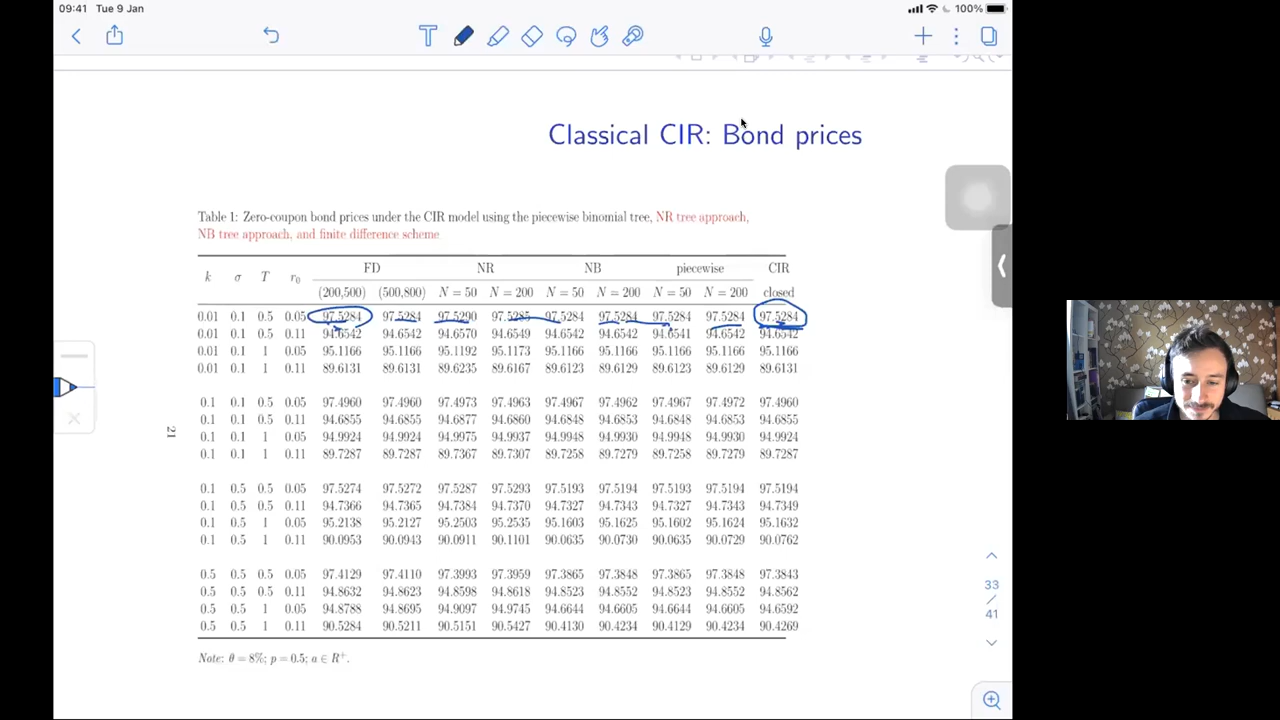 09:41 Tue 9 Jan 100%
Classical CIR: Bond prices
Table 1: Zero-coupon bond prices under the CIR model using the piecewise binomial tree, NR tree approach,
NB tree approach, and finite difference scheme
k σ T r0 FD NR NB piecewise CIR
(200,500) (500,800) N = 50 N = 200 N = 50 N = 200 N = 50 N = 200 closed
0.01 0.1 0.5 0.05 97.5284 97.5284 97.5290 97.5285 97.5284 97.5284 97.5284 97.5284 97.5284
0.01 0.1 0.5 0.11 94.6542 94.6542 94.6570 94.6549 94.6542 94.6542 94.6541 94.6542 94.6542
0.01 0.1 1 0.05 95.1166 95.1166 95.1192 95.1173 95.1166 95.1166 95.1166 95.1166 95.1166
0.01 0.1 1 0.11 89.6131 89.6131 89.6235 89.6167 89.6123 89.6129 89.6123 89.6129 89.6131
0.1 0.1 0.5 0.05 97.4960 97.4960 97.4973 97.4963 97.4967 97.4962 97.4967 97.4972 97.4960
0.1 0.1 0.5 0.11 94.6855 94.6855 94.6877 94.6860 94.6848 94.6853 94.6848 94.6853 94.6855
0.1 0.1 1 0.05 94.9924 94.9924 94.9975 94.9937 94.9948 94.9930 94.9948 94.9930 94.9924
0.1 0.1 1 0.11 89.7287 89.7287 89.7367 89.7307 89.7258 89.7279 89.7258 89.7279 89.7287
0.1 0.5 0.5 0.05 97.5274 97.5272 97.5287 97.5293 97.5193 97.5194 97.5193 97.5194 97.5194
0.1 0.5 0.5 0.11 94.7366 94.7365 94.7384 94.7370 94.7327 94.7343 94.7327 94.7343 94.7349
0.1 0.5 1 0.05 95.2138 95.2127 95.2503 95.2535 95.1603 95.1625 95.1602 95.1624 95.1632
0.1 0.5 1 0.11 90.0953 90.0943 90.0911 90.1101 90.0635 90.0730 90.0635 90.0729 90.0762
0.5 0.5 0.5 0.05 97.4129 97.4110 97.3993 97.3959 97.3865 97.3848 97.3865 97.3848 97.3843
0.5 0.5 0.5 0.11 94.8632 94.8623 94.8598 94.8618 94.8523 94.8552 94.8523 94.8552 94.8562
0.5 0.5 1 0.05 94.8788 94.8695 94.9097 94.9745 94.6644 94.6605 94.6644 94.6605 94.6592
0.5 0.5 1 0.11 90.5284 90.5211 90.5151 90.5427 90.4130 90.4234 90.4129 90.4234 90.4269
Note: θ = 8%; p = 0.5; a ∈ R⁺.
21
33
/
41